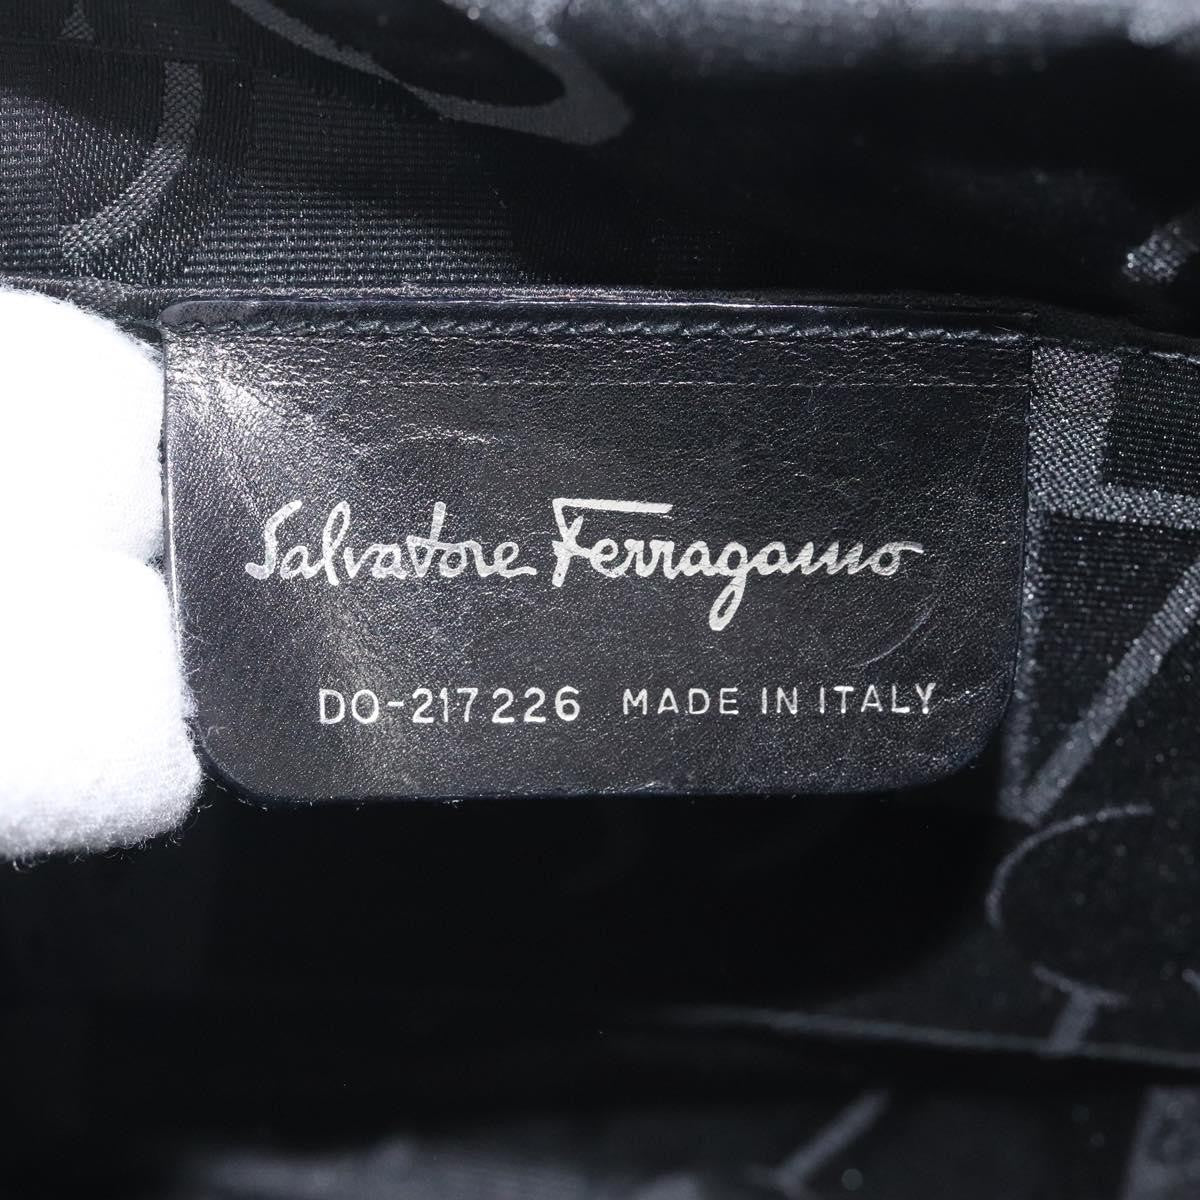 Salvatore Ferragamo
DO-217226 MADE IN ITALY